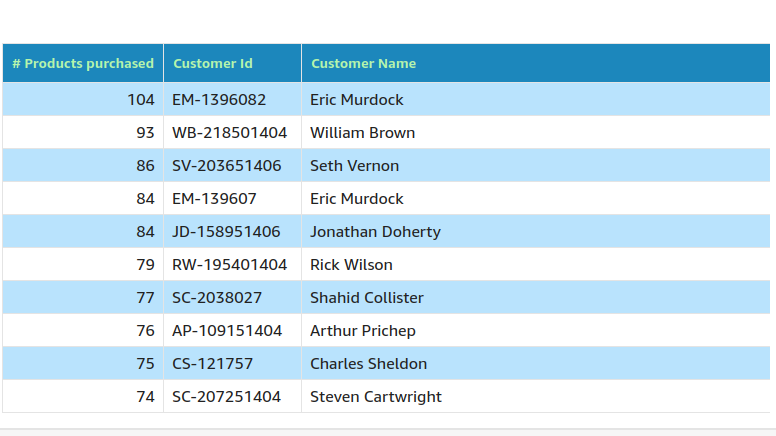 # Products purchased Customer Id Customer Name
104 EM-1396082 Eric Murdock
93 WB-218501404 William Brown
86 SV-203651406 Seth Vernon
84 EM-139607 Eric Murdock
84 JD-158951406 Jonathan Doherty
79 RW-195401404 Rick Wilson
77 SC-2038027 Shahid Collister
76 AP-109151404 Arthur Prichep
75 CS-121757 Charles Sheldon
74 SC-207251404 Steven Cartwright